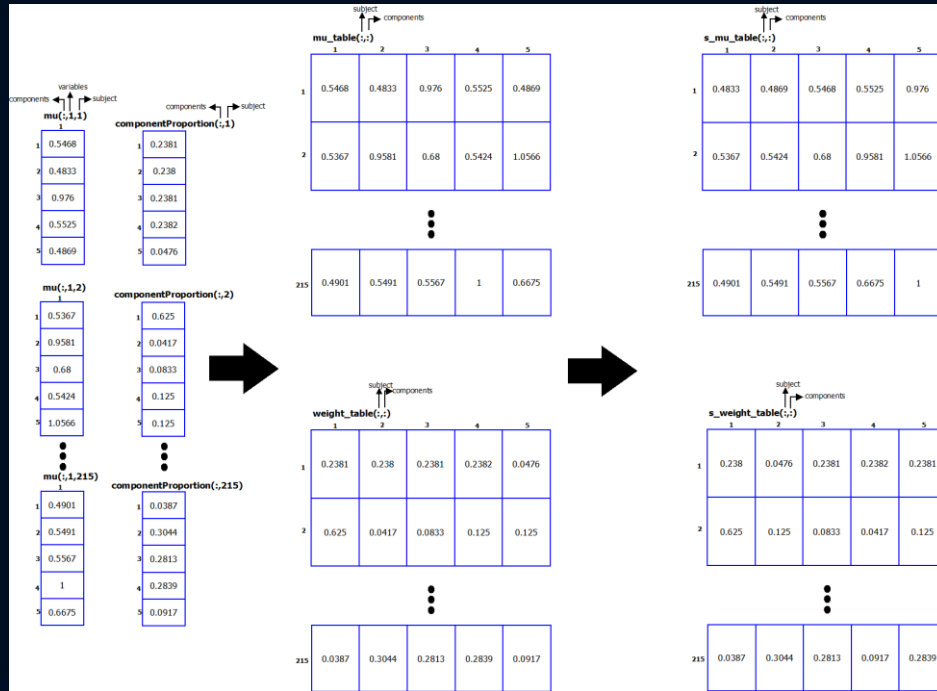 variables
components subject
mu(:,1,1)
1
1 0.5468
2 0.4833
3 0.976
4 0.5525
5 0.4869
mu(:,1,2)
1
1 0.5367
2 0.9581
3 0.68
4 0.5424
5 1.0566
mu(:,1,215)
1
1 0.4901
2 0.5491
3 0.5567
4 1
5 0.6675
components subject
componentProportion(:,1)
1 0.2381
2 0.238
3 0.2381
4 0.2382
5 0.0476
componentProportion(:,2)
1 0.625
2 0.0417
3 0.0833
4 0.125
5 0.125
componentProportion(:,215)
1 0.0387
2 0.3044
3 0.2813
4 0.2839
5 0.0917
subject
components
mu_table(:,:)
1 2 3 4 5
1 0.5468 0.4833 0.976 0.5525 0.4869
2 0.5367 0.9581 0.68 0.5424 1.0566
215 0.4901 0.5491 0.5567 1 0.6675
subject
components
weight_table(:,:)
1 2 3 4 5
1 0.2381 0.238 0.2381 0.2382 0.0476
2 0.625 0.0417 0.0833 0.125 0.125
215 0.0387 0.3044 0.2813 0.2839 0.0917
subject
components
s_mu_table(:,:)
1 2 3 4 5
1 0.4833 0.4869 0.5468 0.5525 0.976
2 0.5367 0.5424 0.68 0.9581 1.0566
215 0.4901 0.5491 0.5567 0.6675 1
subject
components
s_weight_table(:,:)
1 2 3 4 5
1 0.238 0.0476 0.2381 0.2382 0.2381
2 0.625 0.125 0.0833 0.0417 0.125
215 0.0387 0.3044 0.2813 0.0917 0.2839